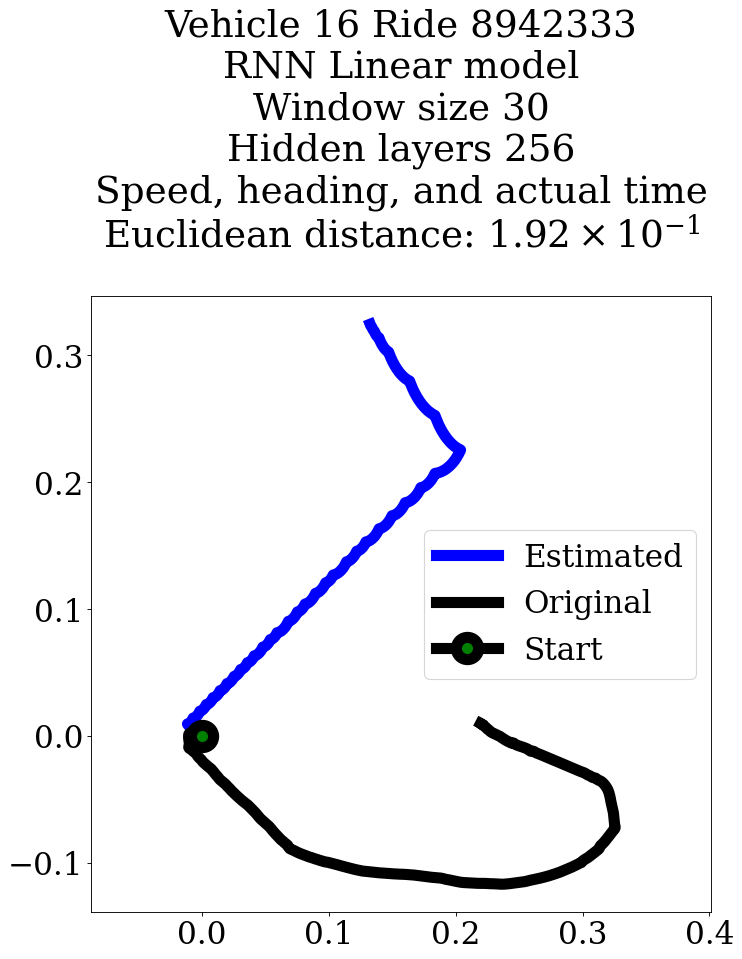 Vehicle 16 Ride 8942333
RNN Linear model
Window size 30
Hidden layers 256
Speed, heading, and actual time
Euclidean distance: 1.92 × 10⁻¹
0.3
0.2
0.1
0.0
−0.1
Estimated
Original
Start
0.0 0.1 0.2 0.3 0.4